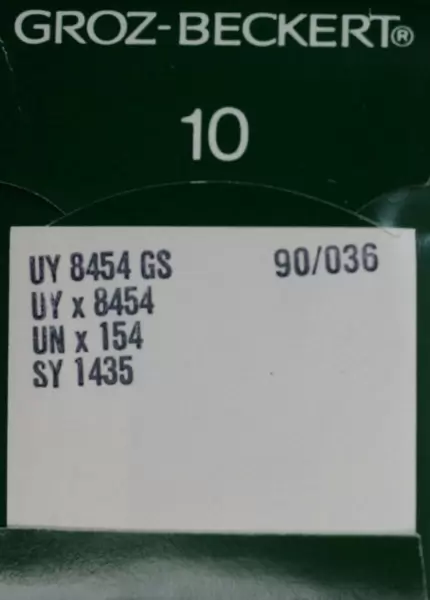 GROZ-BECKERT®
10
UY 8454 GS 90/036
UY x 8454
UN x 154
SY 1435